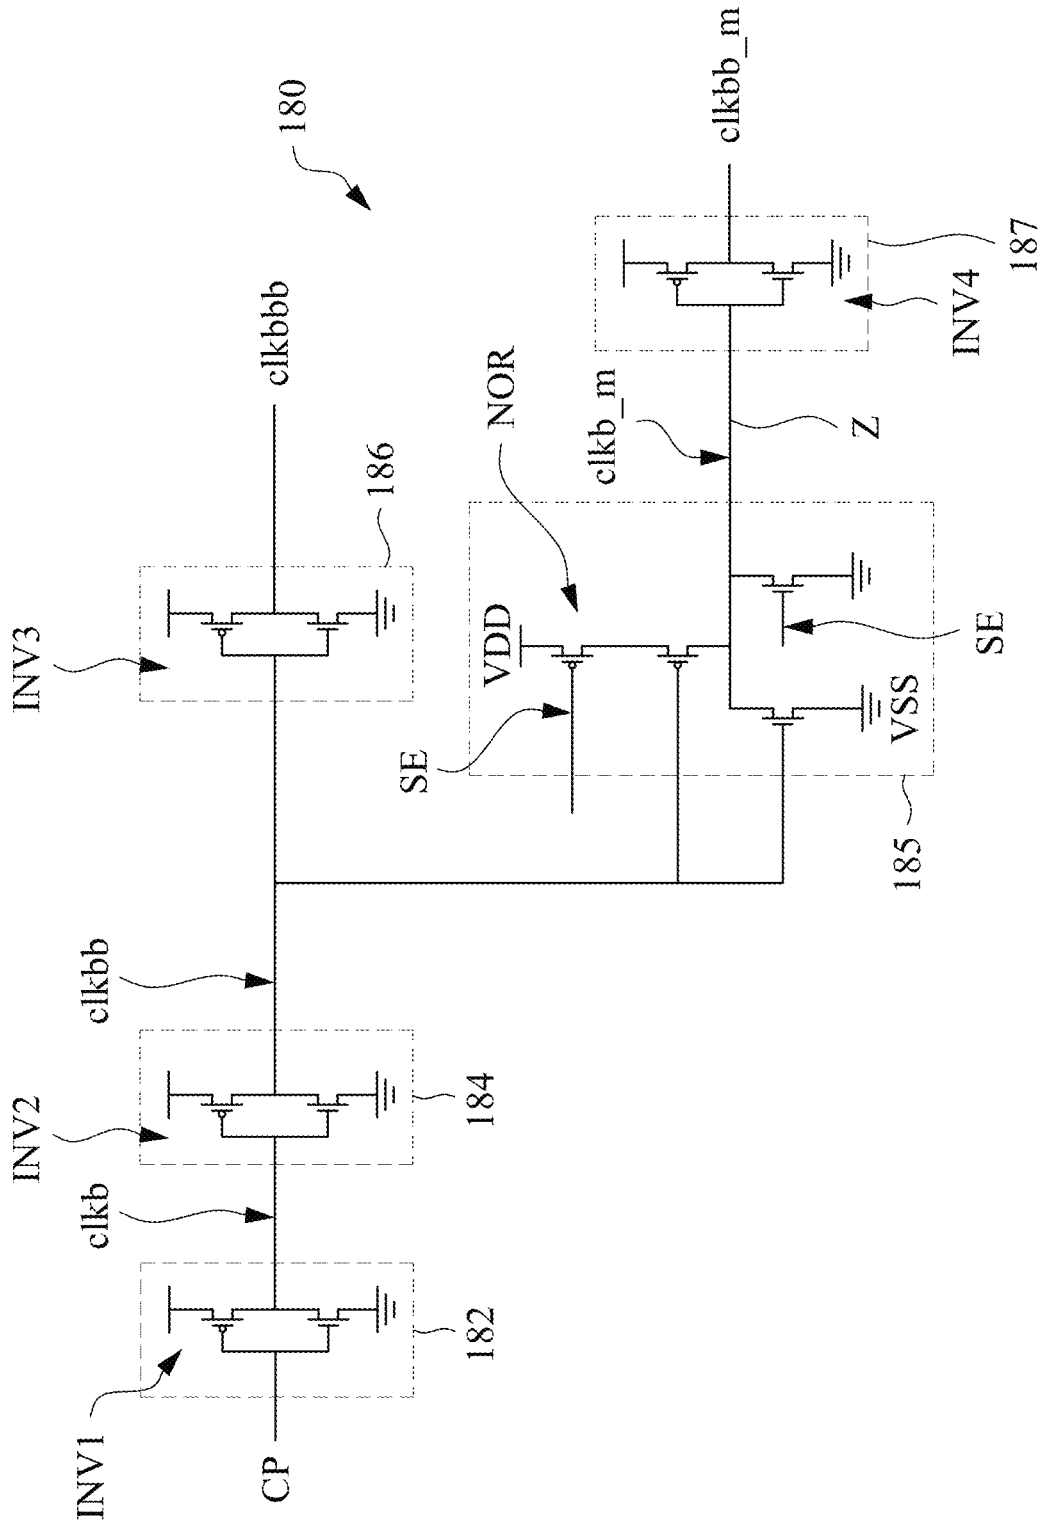 180
INV1
INV2
INV3
CP
clkb
clkbb
clkbbb
182
184
186
NOR
VDD
SE
SE
VSS
185
clkb_m
Z
clkbb_m
INV4
187